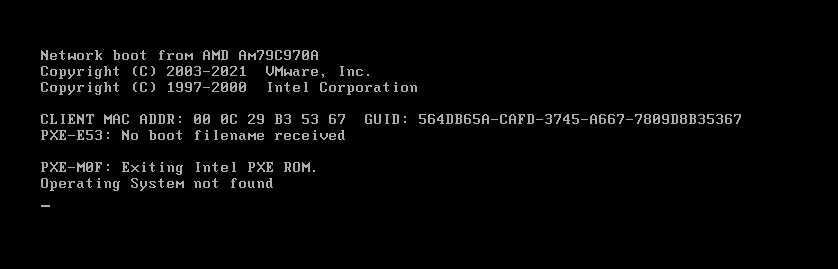 Network boot from AMD Am79C970A
Copyright (C) 2003-2021  VMware, Inc.
Copyright (C) 1997-2000  Intel Corporation
CLIENT MAC ADDR: 00 0C 29 B3 53 67  GUID: 564DB65A-CAFD-3745-A667-7809D8B35367
PXE-E53: No boot filename received
PXE-M0F: Exiting Intel PXE ROM.
Operating System not found
_